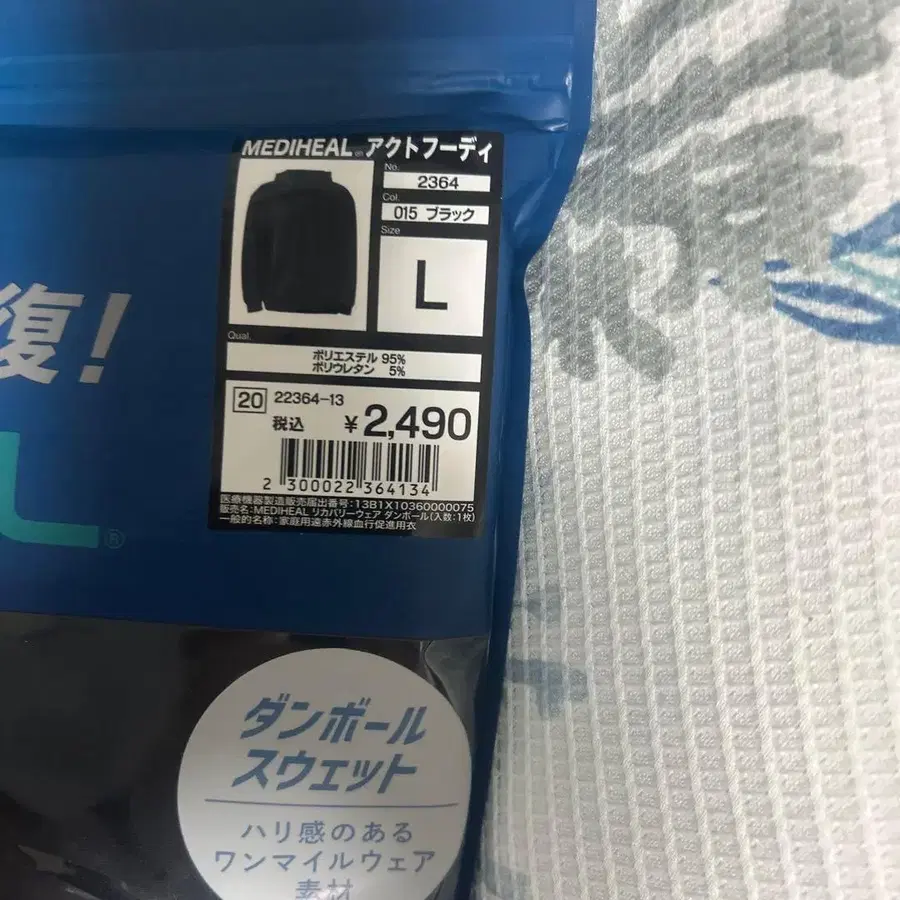 MEDIHEAL® アクトフーディ
No.
2364
Col.
015 ブラック
Size
L
Qual.
ポリエステル 95%
ポリウレタン 5%
20 22364-13
税込 ¥2,490
2 300022 364134
医療機器製造販売届出番号:13B1X10360000075
販売名:MEDIHEAL リカバリーウェア ダンボール(入数:1枚)
一般的名称:家庭用遠赤外線血行促進用衣
復!
L®
ダンボール
スウェット
ハリ感のある
ワンマイルウェア
素材